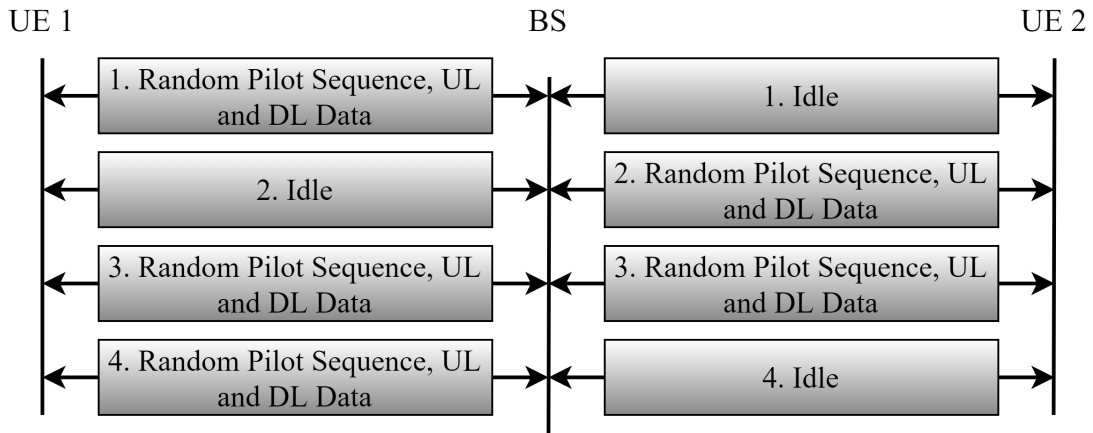 UE 1
BS
UE 2
1. Random Pilot Sequence, UL
and DL Data
1. Idle
2. Idle
2. Random Pilot Sequence, UL
and DL Data
3. Random Pilot Sequence, UL
and DL Data
3. Random Pilot Sequence, UL
and DL Data
4. Random Pilot Sequence, UL
and DL Data
4. Idle